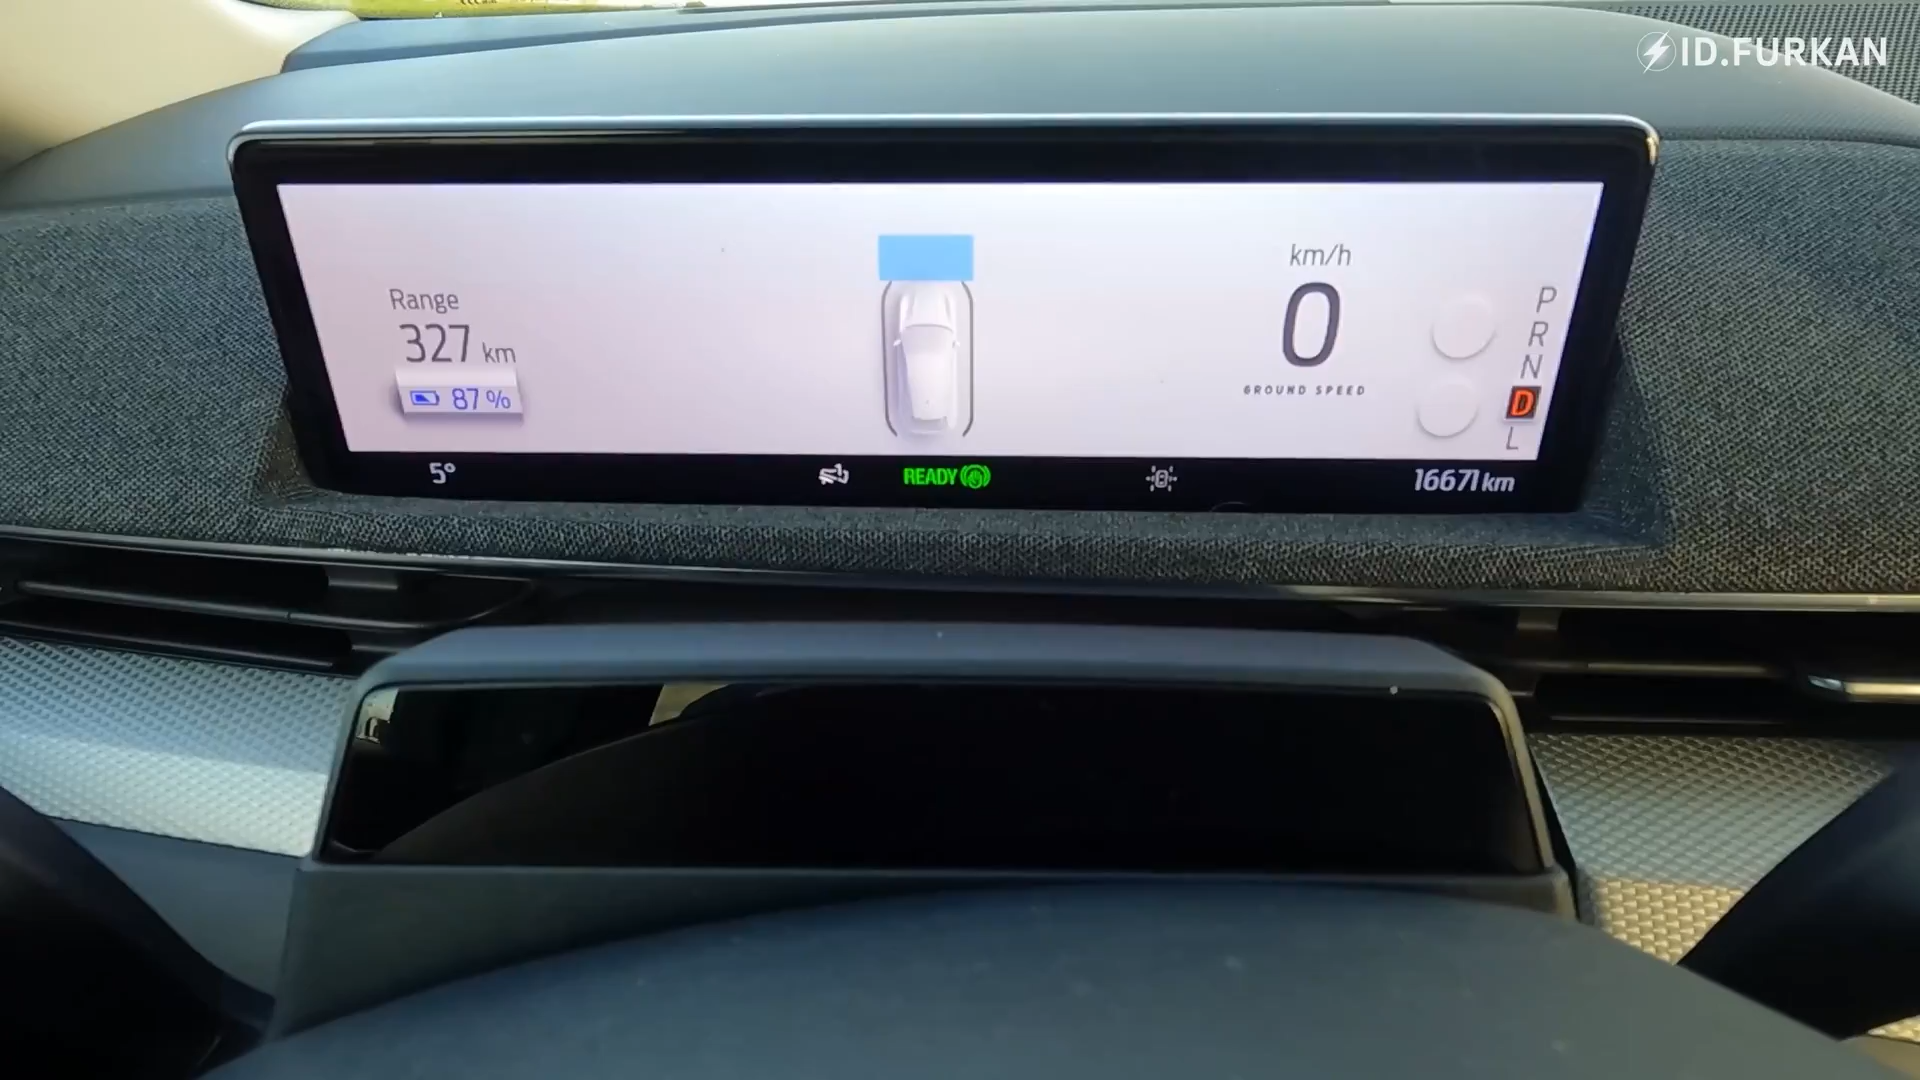 ID.FURKAN
Range
327 km
87%
km/h
0
GROUND SPEED
P
R
N
D
L
5°
READY
16671 km